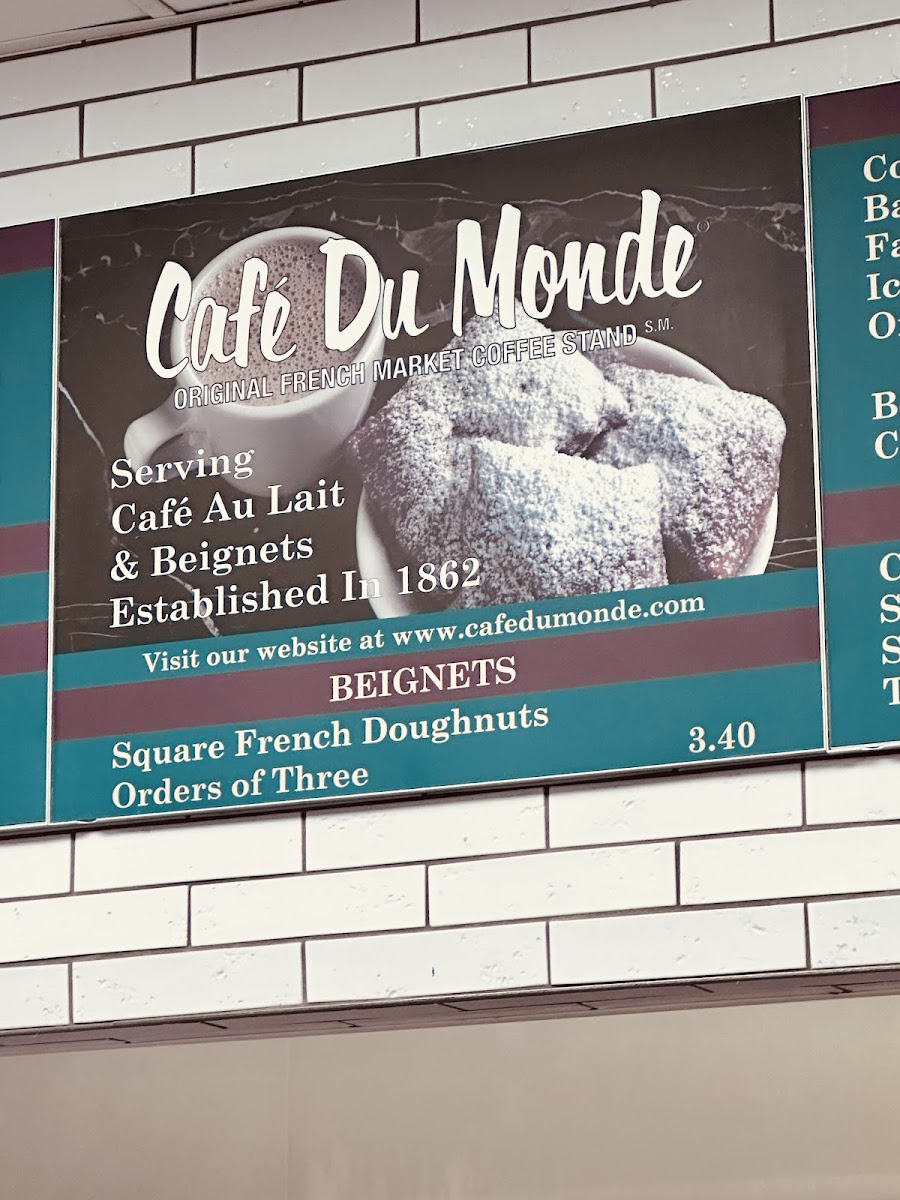 Café Du Monde
ORIGINAL FRENCH MARKET COFFEE STAND S.M.
Serving
Café Au Lait
& Beignets
Established In 1862
Visit our website at www.cafedumonde.com
BEIGNETS
Square French Doughnuts
Orders of Three 3.40